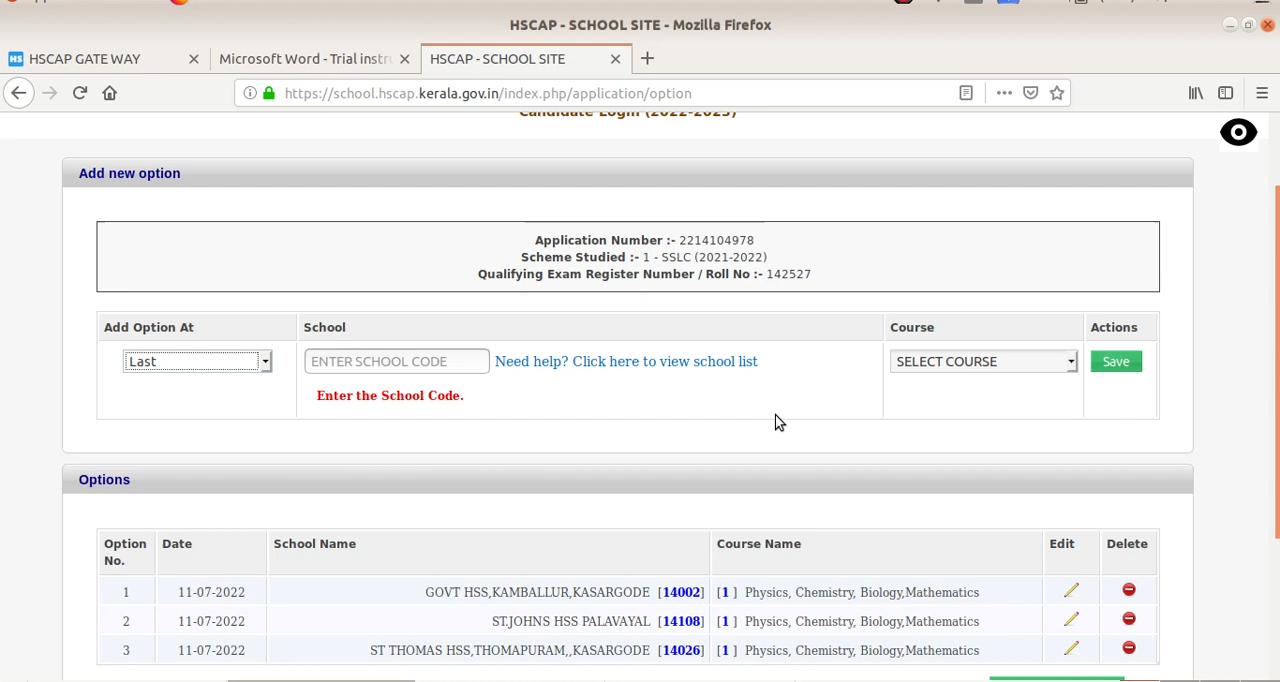 HSCAP - SCHOOL SITE - Mozilla Firefox
HSCAP GATE WAY
Microsoft Word - Trial instru
HSCAP - SCHOOL SITE
https://school.hscap.kerala.gov.in/index.php/application/option
Candidate Login (2022-2023)
Add new option
Application Number :- 2214104978
Scheme Studied :- 1 - SSLC (2021-2022)
Qualifying Exam Register Number / Roll No :- 142527
Add Option At School Course Actions
Last ENTER SCHOOL CODE Need help? Click here to view school list SELECT COURSE Save
Enter the School Code.
Options
Option No. Date School Name Course Name Edit Delete
1 11-07-2022 GOVT HSS,KAMBALLUR,KASARGODE [14002] [1 ] Physics, Chemistry, Biology,Mathematics
2 11-07-2022 ST.JOHNS HSS PALAVAYAL [14108] [1 ] Physics, Chemistry, Biology,Mathematics
3 11-07-2022 ST THOMAS HSS,THOMAPURAM,,KASARGODE [14026] [1 ] Physics, Chemistry, Biology,Mathematics